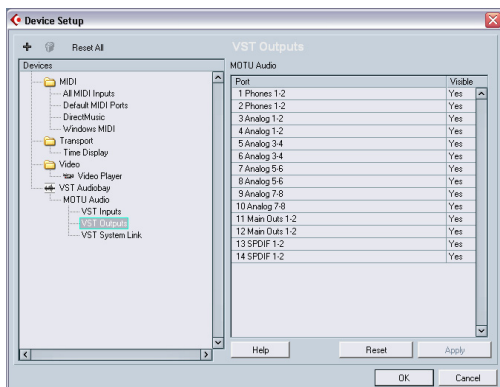 Device Setup
Reset All
VST Outputs
Devices
MIDI
All MIDI Inputs
Default MIDI Ports
DirectMusic
Windows MIDI
Transport
Time Display
Video
Video Player
VST Audiobay
MOTU Audio
VST Inputs
VST Outputs
VST System Link
MOTU Audio
Port Visible
1 Phones 1-2 Yes
2 Phones 1-2 Yes
3 Analog 1-2 Yes
4 Analog 1-2 Yes
5 Analog 3-4 Yes
6 Analog 3-4 Yes
7 Analog 5-6 Yes
8 Analog 5-6 Yes
9 Analog 7-8 Yes
10 Analog 7-8 Yes
11 Main Outs 1-2 Yes
12 Main Outs 1-2 Yes
13 SPDIF 1-2 Yes
14 SPDIF 1-2 Yes
Help Reset Apply
OK Cancel